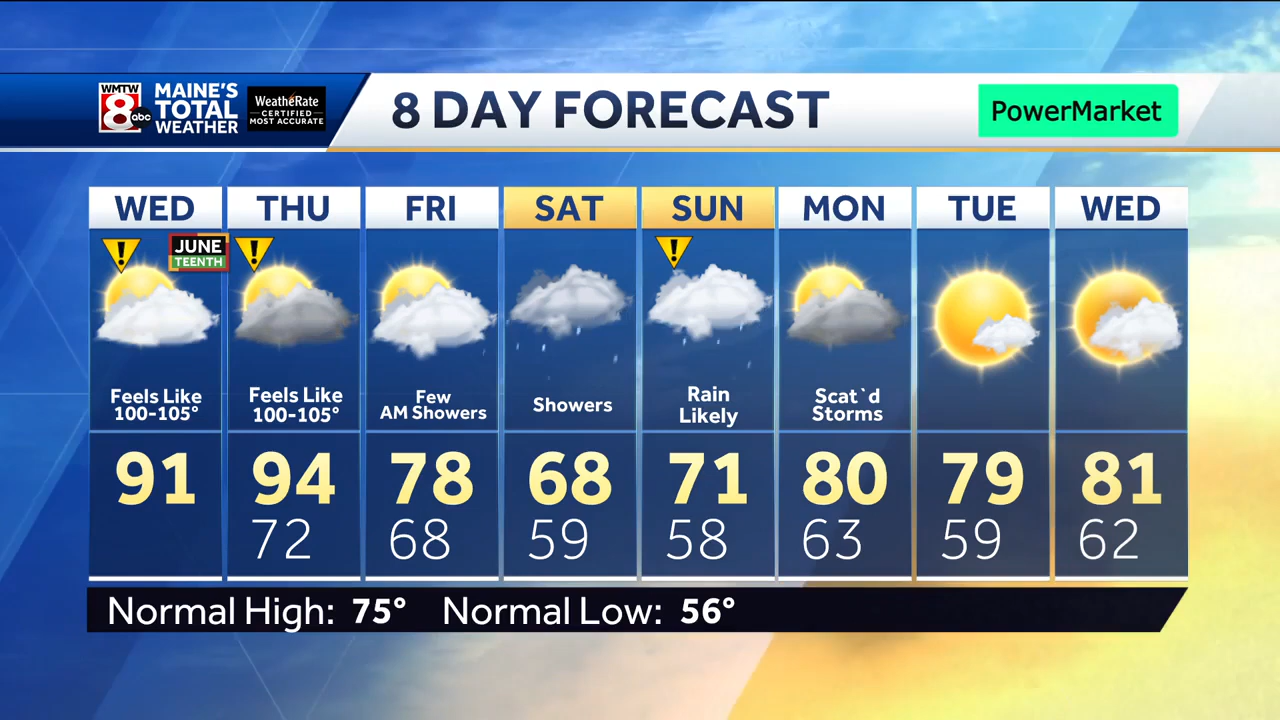 WMTW
8
abc
MAINE'S
TOTAL
WEATHER
WeatheRate
CERTIFIED
MOST ACCURATE
8 DAY FORECAST
PowerMarket
WED
THU
FRI
SAT
SUN
MON
TUE
WED
!
JUNE
TEENTH
!
!
Feels Like
100-105°
Feels Like
100-105°
Few
AM Showers
Showers
Rain
Likely
Scat`d
Storms
91
94
78
68
71
80
79
81
72
68
59
58
63
59
62
Normal High: 75° Normal Low: 56°